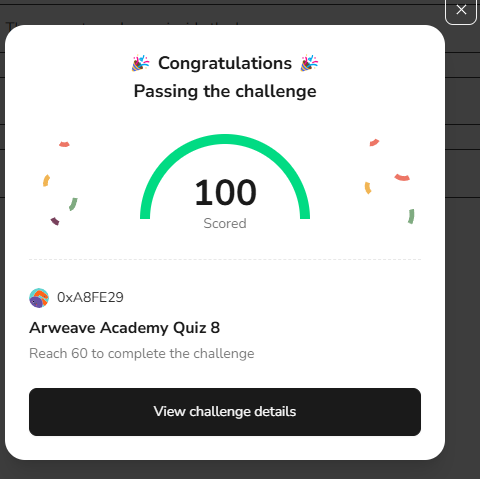 Congratulations
Passing the challenge
100
Scored
0xA8FE29
Arweave Academy Quiz 8
Reach 60 to complete the challenge
View challenge details